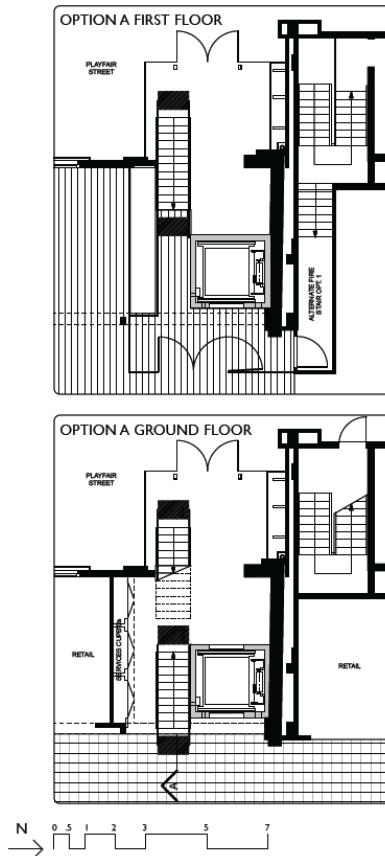 OPTION A FIRST FLOOR
PLAYFAIR
STREET
ALTERNATE FIRE
STAIR OPT. 1
OPTION A GROUND FLOOR
PLAYFAIR
STREET
RETAIL
SERVICES CUPB'D
RETAIL
A
N
0 .5 1 2 3 5 7